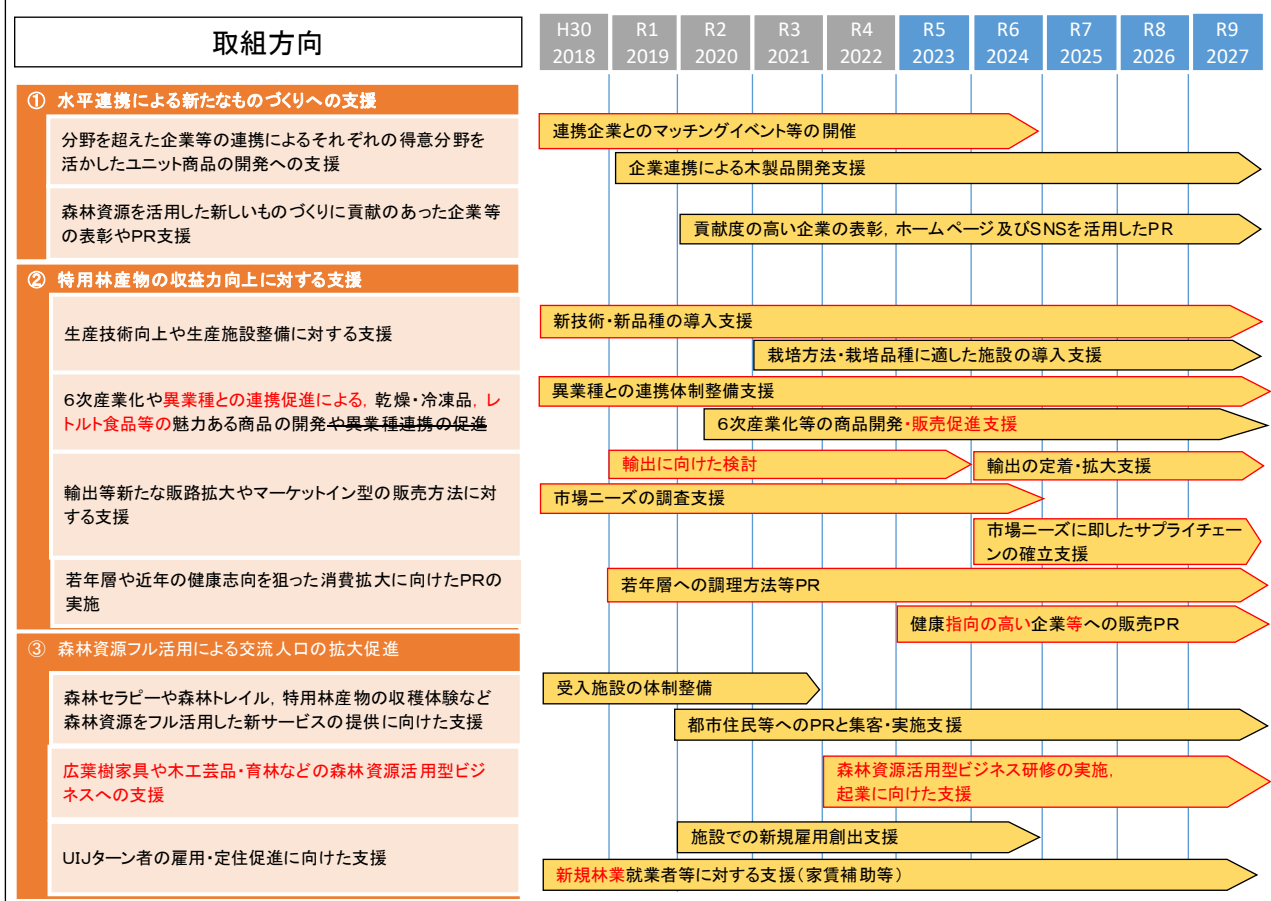 取組方向
H30 R1 R2 R3 R4 R5 R6 R7 R8 R9
2018 2019 2020 2021 2022 2023 2024 2025 2026 2027
① 水平連携による新たなものづくりへの支援
分野を超えた企業等の連携によるそれぞれの得意分野を
活かしたユニット商品の開発への支援
連携企業とのマッチングイベント等の開催
企業連携による木製品開発支援
森林資源を活用した新しいものづくりに貢献のあった企業等
の表彰やPR支援
貢献度の高い企業の表彰，ホームページ及びSNSを活用したPR
② 特用林産物の収益力向上に対する支援
生産技術向上や生産施設整備に対する支援
新技術・新品種の導入支援
栽培方法・栽培品種に適した施設の導入支援
６次産業化や異業種との連携促進による，乾燥・冷凍品，レ
トルト食品等の魅力ある商品の開発や異業種連携の促進
異業種との連携体制整備支援
６次産業化等の商品開発・販売促進支援
輸出等新たな販路拡大やマーケットイン型の販売方法に対
する支援
輸出に向けた検討
輸出の定着・拡大支援
市場ニーズの調査支援
市場ニーズに即したサプライチェー
ンの確立支援
若年層や近年の健康志向を狙った消費拡大に向けたPRの
実施
若年層への調理方法等PR
健康指向の高い企業等への販売PR
③ 森林資源フル活用による交流人口の拡大促進
森林セラピーや森林トレイル，特用林産物の収穫体験など
森林資源をフル活用した新サービスの提供に向けた支援
受入施設の体制整備
都市住民等へのPRと集客・実施支援
広葉樹家具や木工芸品・育林などの森林資源活用型ビジ
ネスへの支援
森林資源活用型ビジネス研修の実施，
起業に向けた支援
UIJターン者の雇用・定住促進に向けた支援
施設での新規雇用創出支援
新規林業就業者等に対する支援（家賃補助等）